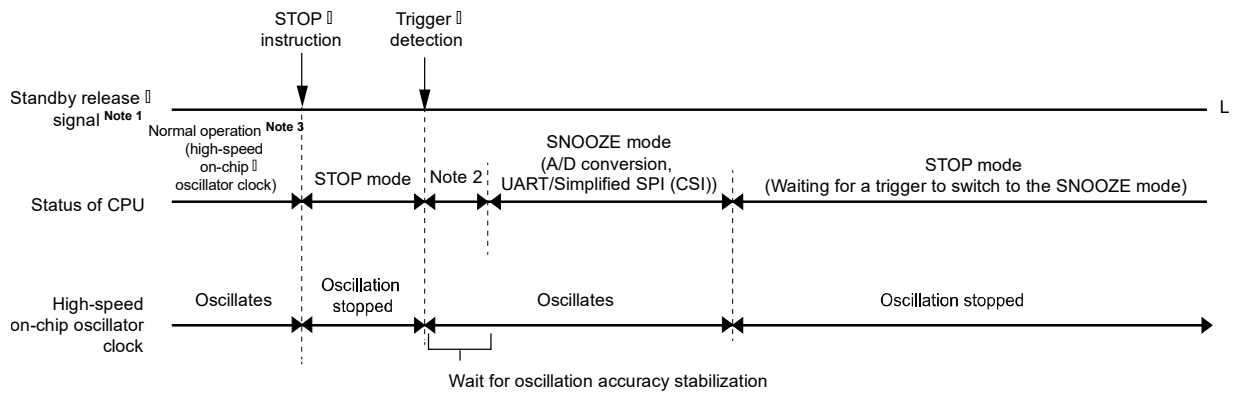 STOP
instruction
Trigger
detection
Standby release
signal Note 1
L
Normal operation Note 3
(high-speed
on-chip
oscillator clock)
STOP mode
Note 2
SNOOZE mode
(A/D conversion,
UART/Simplified SPI (CSI))
STOP mode
(Waiting for a trigger to switch to the SNOOZE mode)
Status of CPU
High-speed
on-chip oscillator
clock
Oscillates
Oscillation
stopped
Oscillates
Oscillation stopped
Wait for oscillation accuracy stabilization